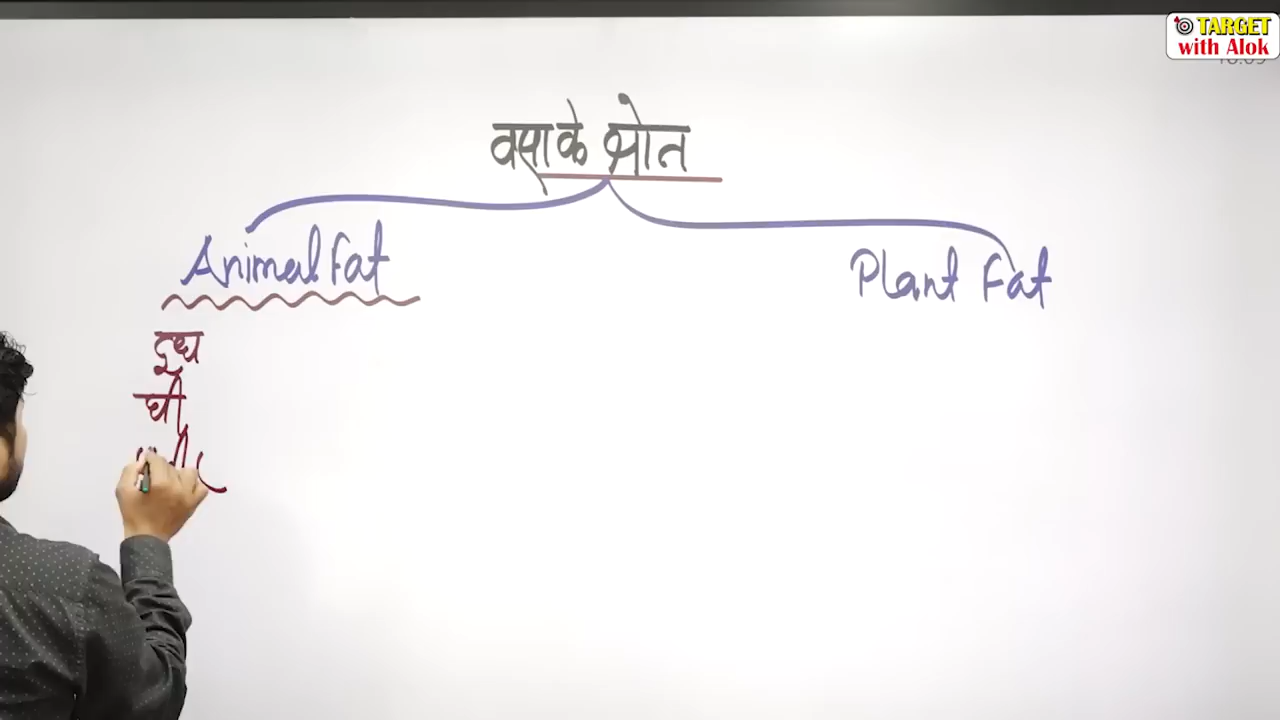 TARGET
with Alok
वसा के श्रोत
Animal Fat
Plant Fat
दूध
घी